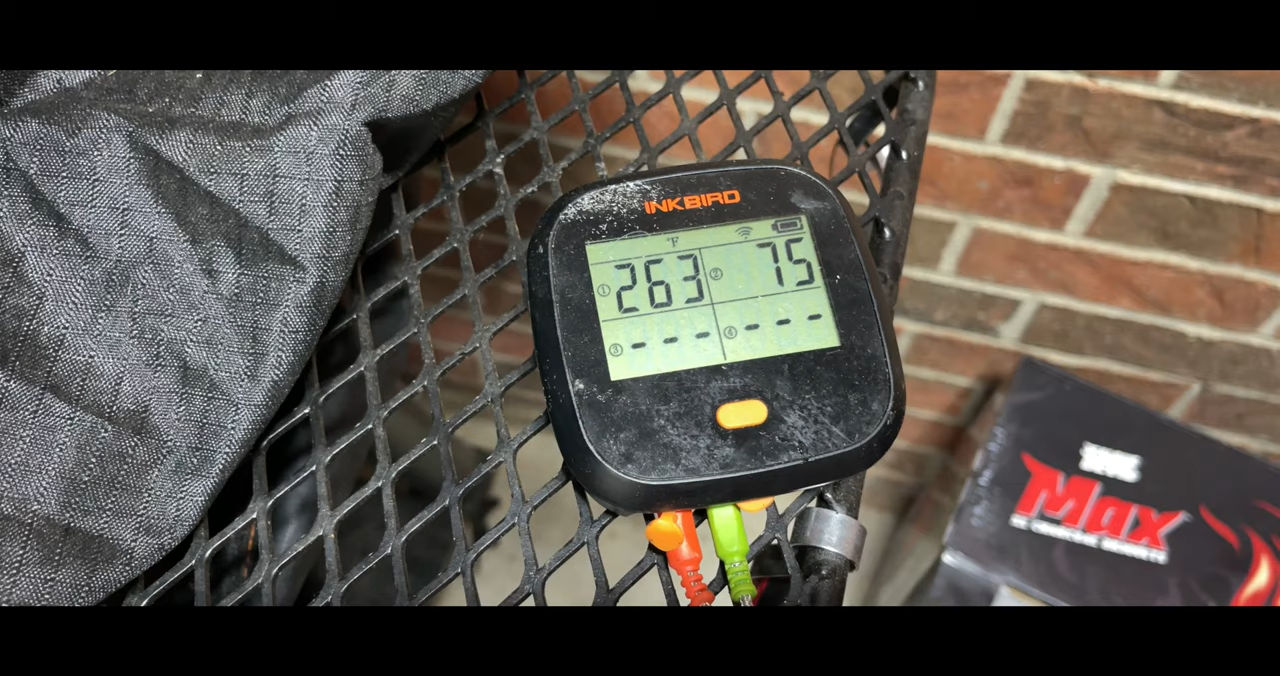 INKBIRD
°F
① 263 ② 75
③ - - - ④ - - -
Max